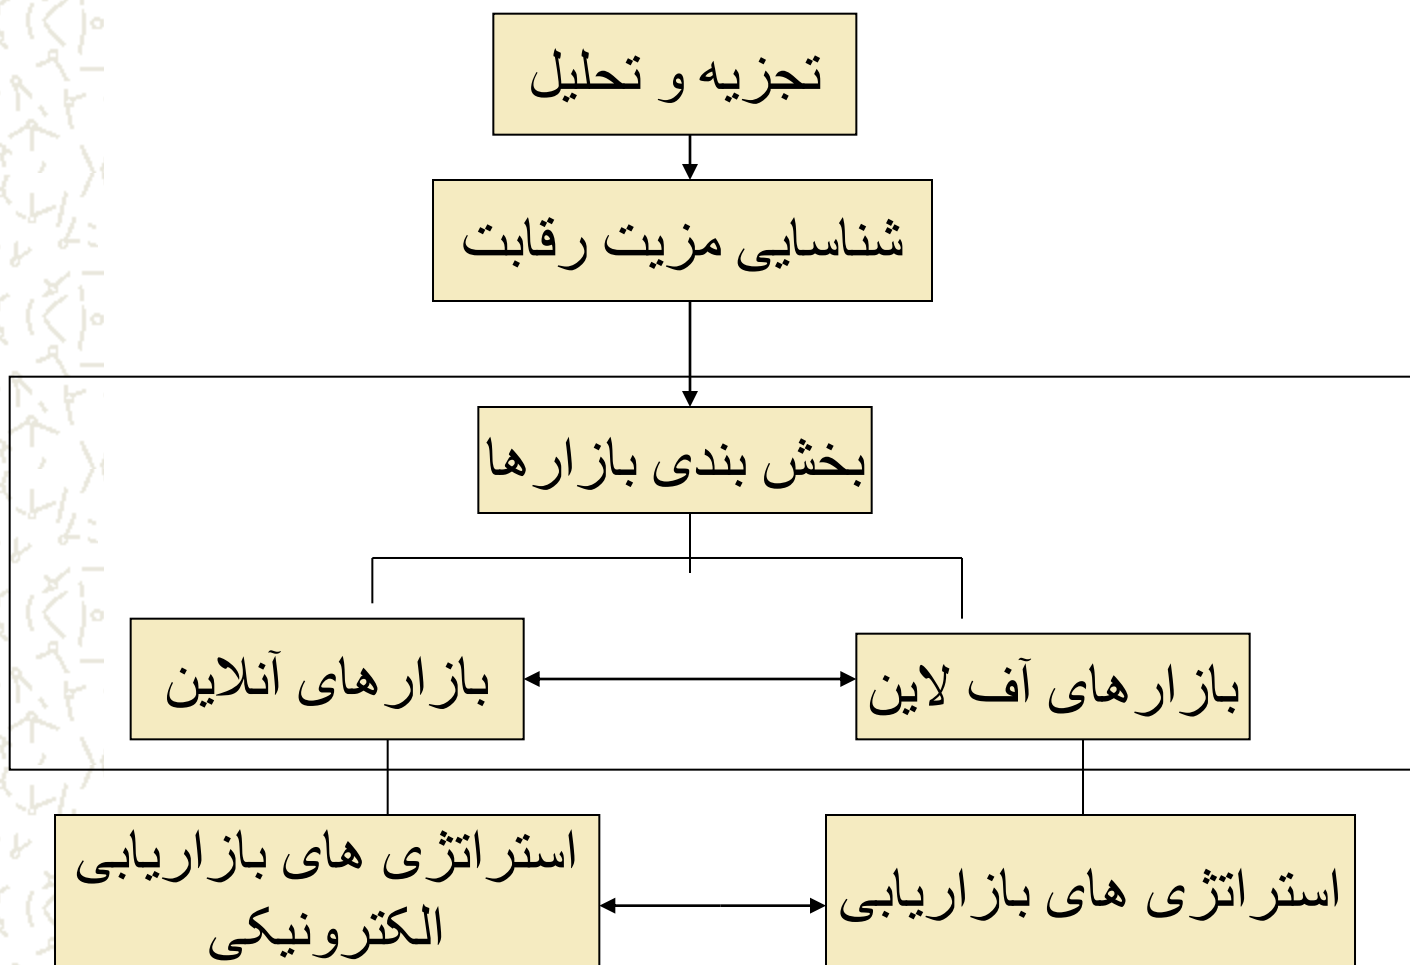 تجزیه و تحلیل
شناسایی مزیت رقابت
بخش بندی بازارها
بازارهای آف لاین
بازارهای آنلاین
استراتژی های بازاریابی
استراتژی های بازاریابی
الکترونیکی